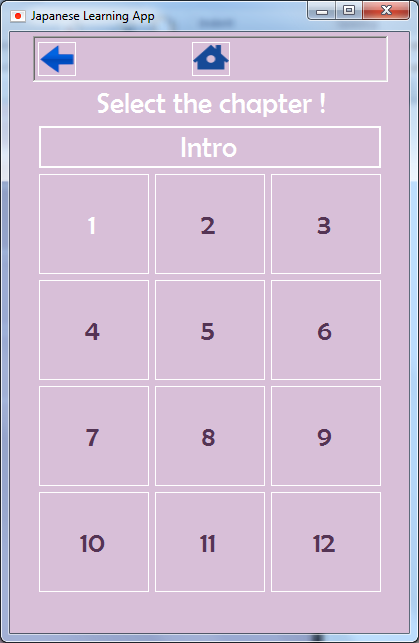 Japanese Learning App
Select the chapter !
Intro
1 2 3
4 5 6
7 8 9
10 11 12